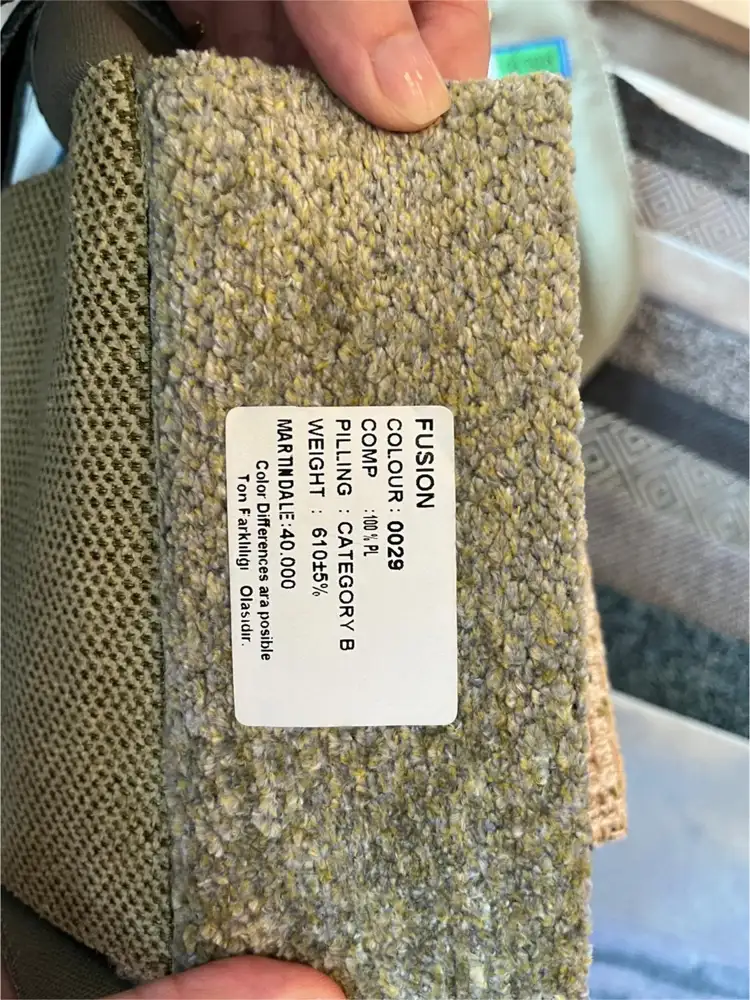 FUSION
COLOUR : 0029
COMP : 100 % PL
PILLING : CATEGORY B
WEIGHT : 610±5%
MARTINDALE:40.000
Color Differences ara posible
Ton Farklılıgı Olasıdır.